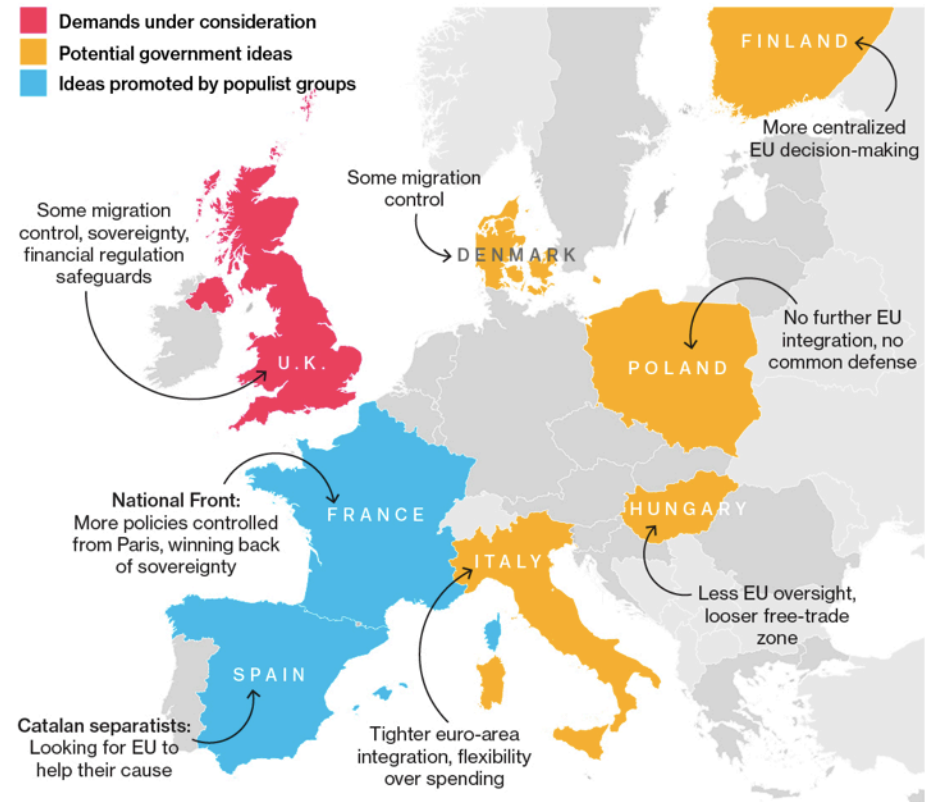 Demands under consideration
Potential government ideas
Ideas promoted by populist groups
FINLAND
More centralized
EU decision-making
Some migration
control
DENMARK
Some migration
control, sovereignty,
financial regulation
safeguards
U.K.
No further EU
integration, no
common defense
POLAND
National Front:
More policies controlled
from Paris, winning back
of sovereignty
FRANCE
HUNGARY
Less EU oversight,
looser free-trade
zone
ITALY
Tighter euro-area
integration, flexibility
over spending
SPAIN
Catalan separatists:
Looking for EU to
help their cause